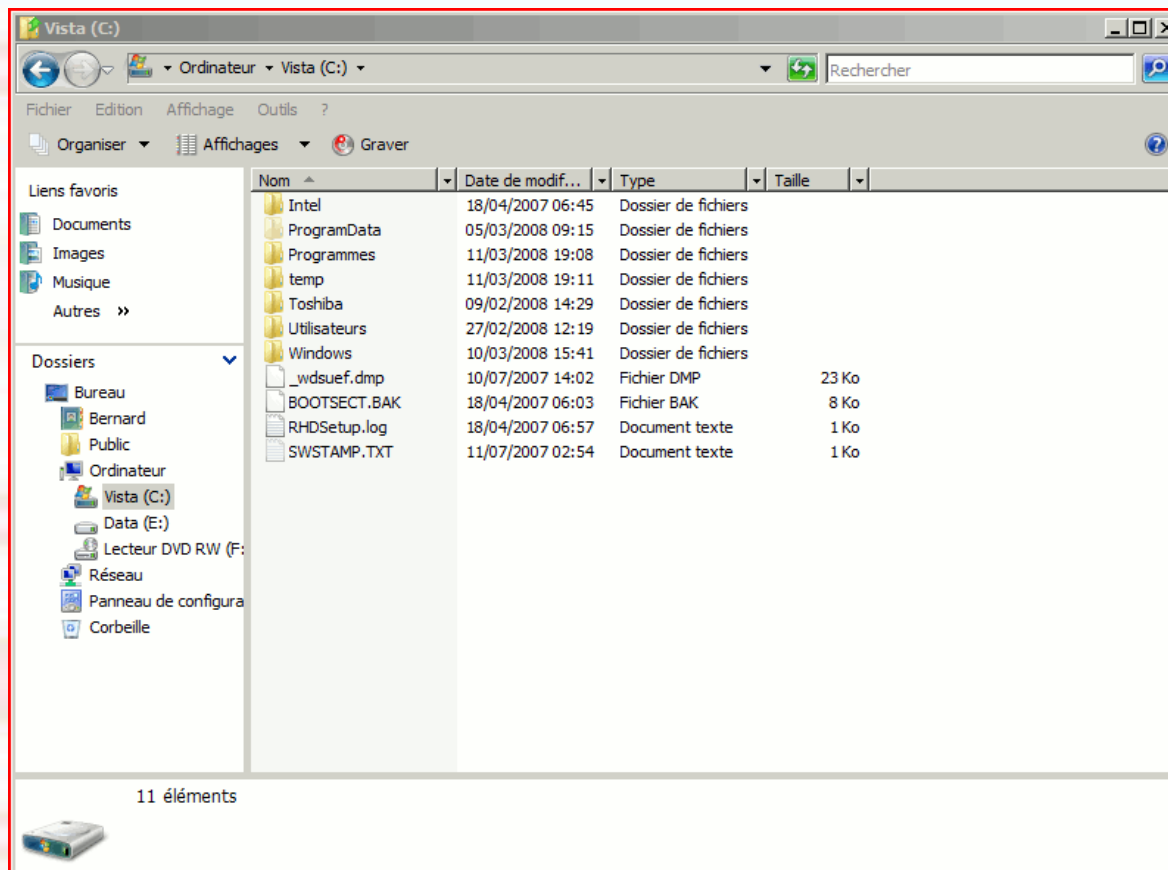 Vista (C:)
Ordinateur Vista (C:)
Rechercher
Fichier Edition Affichage Outils ?
Organiser Affichages Graver
Liens favoris
Documents
Images
Musique
Autres »
Dossiers
Bureau
Bernard
Public
Ordinateur
Vista (C:)
Data (E:)
Lecteur DVD RW (F:
Réseau
Panneau de configura
Corbeille
Nom Date de modif... Type Taille
Intel 18/04/2007 06:45 Dossier de fichiers
ProgramData 05/03/2008 09:15 Dossier de fichiers
Programmes 11/03/2008 19:08 Dossier de fichiers
temp 11/03/2008 19:11 Dossier de fichiers
Toshiba 09/02/2008 14:29 Dossier de fichiers
Utilisateurs 27/02/2008 12:19 Dossier de fichiers
Windows 10/03/2008 15:41 Dossier de fichiers
_wdsuef.dmp 10/07/2007 14:02 Fichier DMP 23 Ko
BOOTSECT.BAK 18/04/2007 06:03 Fichier BAK 8 Ko
RHDSetup.log 18/04/2007 06:57 Document texte 1 Ko
SWSTAMP.TXT 11/07/2007 02:54 Document texte 1 Ko
11 éléments